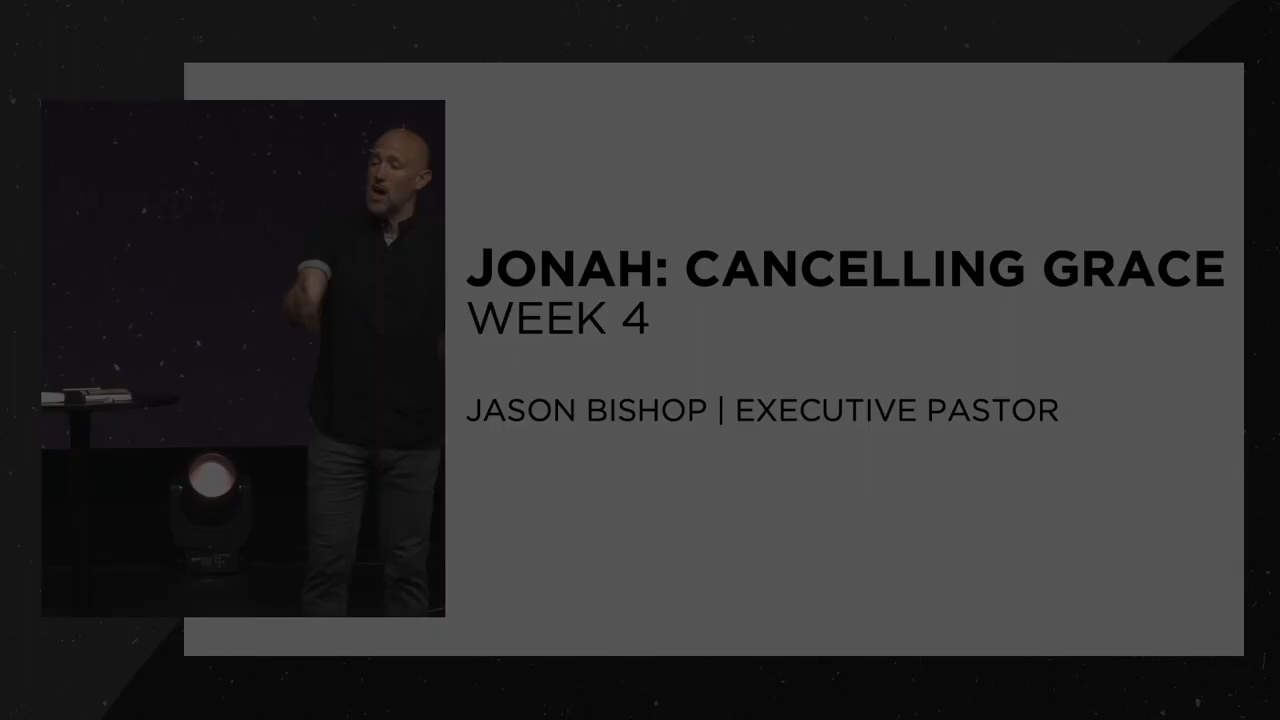 JONAH: CANCELLING GRACE
WEEK 4
JASON BISHOP | EXECUTIVE PASTOR